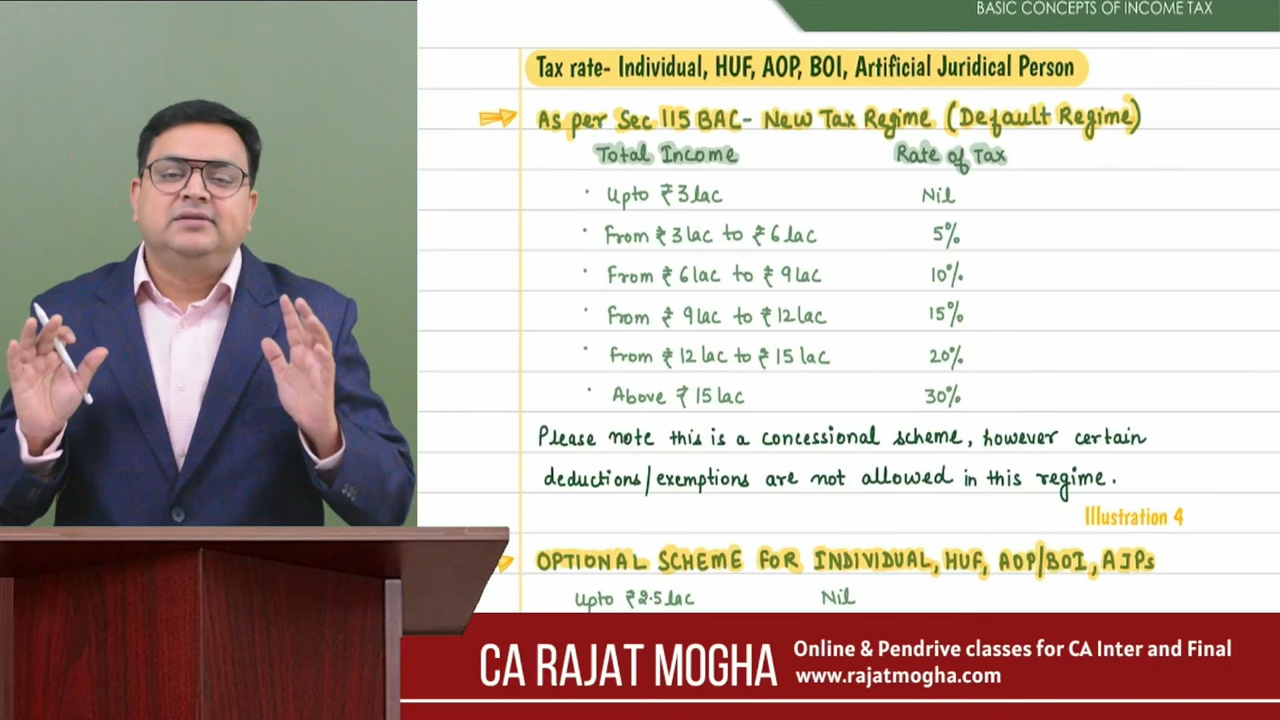 BASIC CONCEPTS OF INCOME TAX
Tax rate- Individual, HUF, AOP, BOI, Artificial Juridical Person
As per Sec 115 BAC- New Tax Regime (Default Regime)
Total Income Rate of Tax
· Upto ₹3 lac Nil
· From ₹3 lac to ₹6 lac 5%
· From ₹6 lac to ₹9 lac 10%
· From ₹9 lac to ₹12 lac 15%
· From ₹12 lac to ₹15 lac 20%
· Above ₹15 lac 30%
Please note this is a concessional scheme, however certain
deductions/exemptions are not allowed in this regime.
Illustration 4
OPTIONAL SCHEME FOR INDIVIDUAL, HUF, AOP/BOI, AJPs
Upto ₹2.5 lac Nil
CA RAJAT MOGHA
Online & Pendrive classes for CA Inter and Final
www.rajatmogha.com